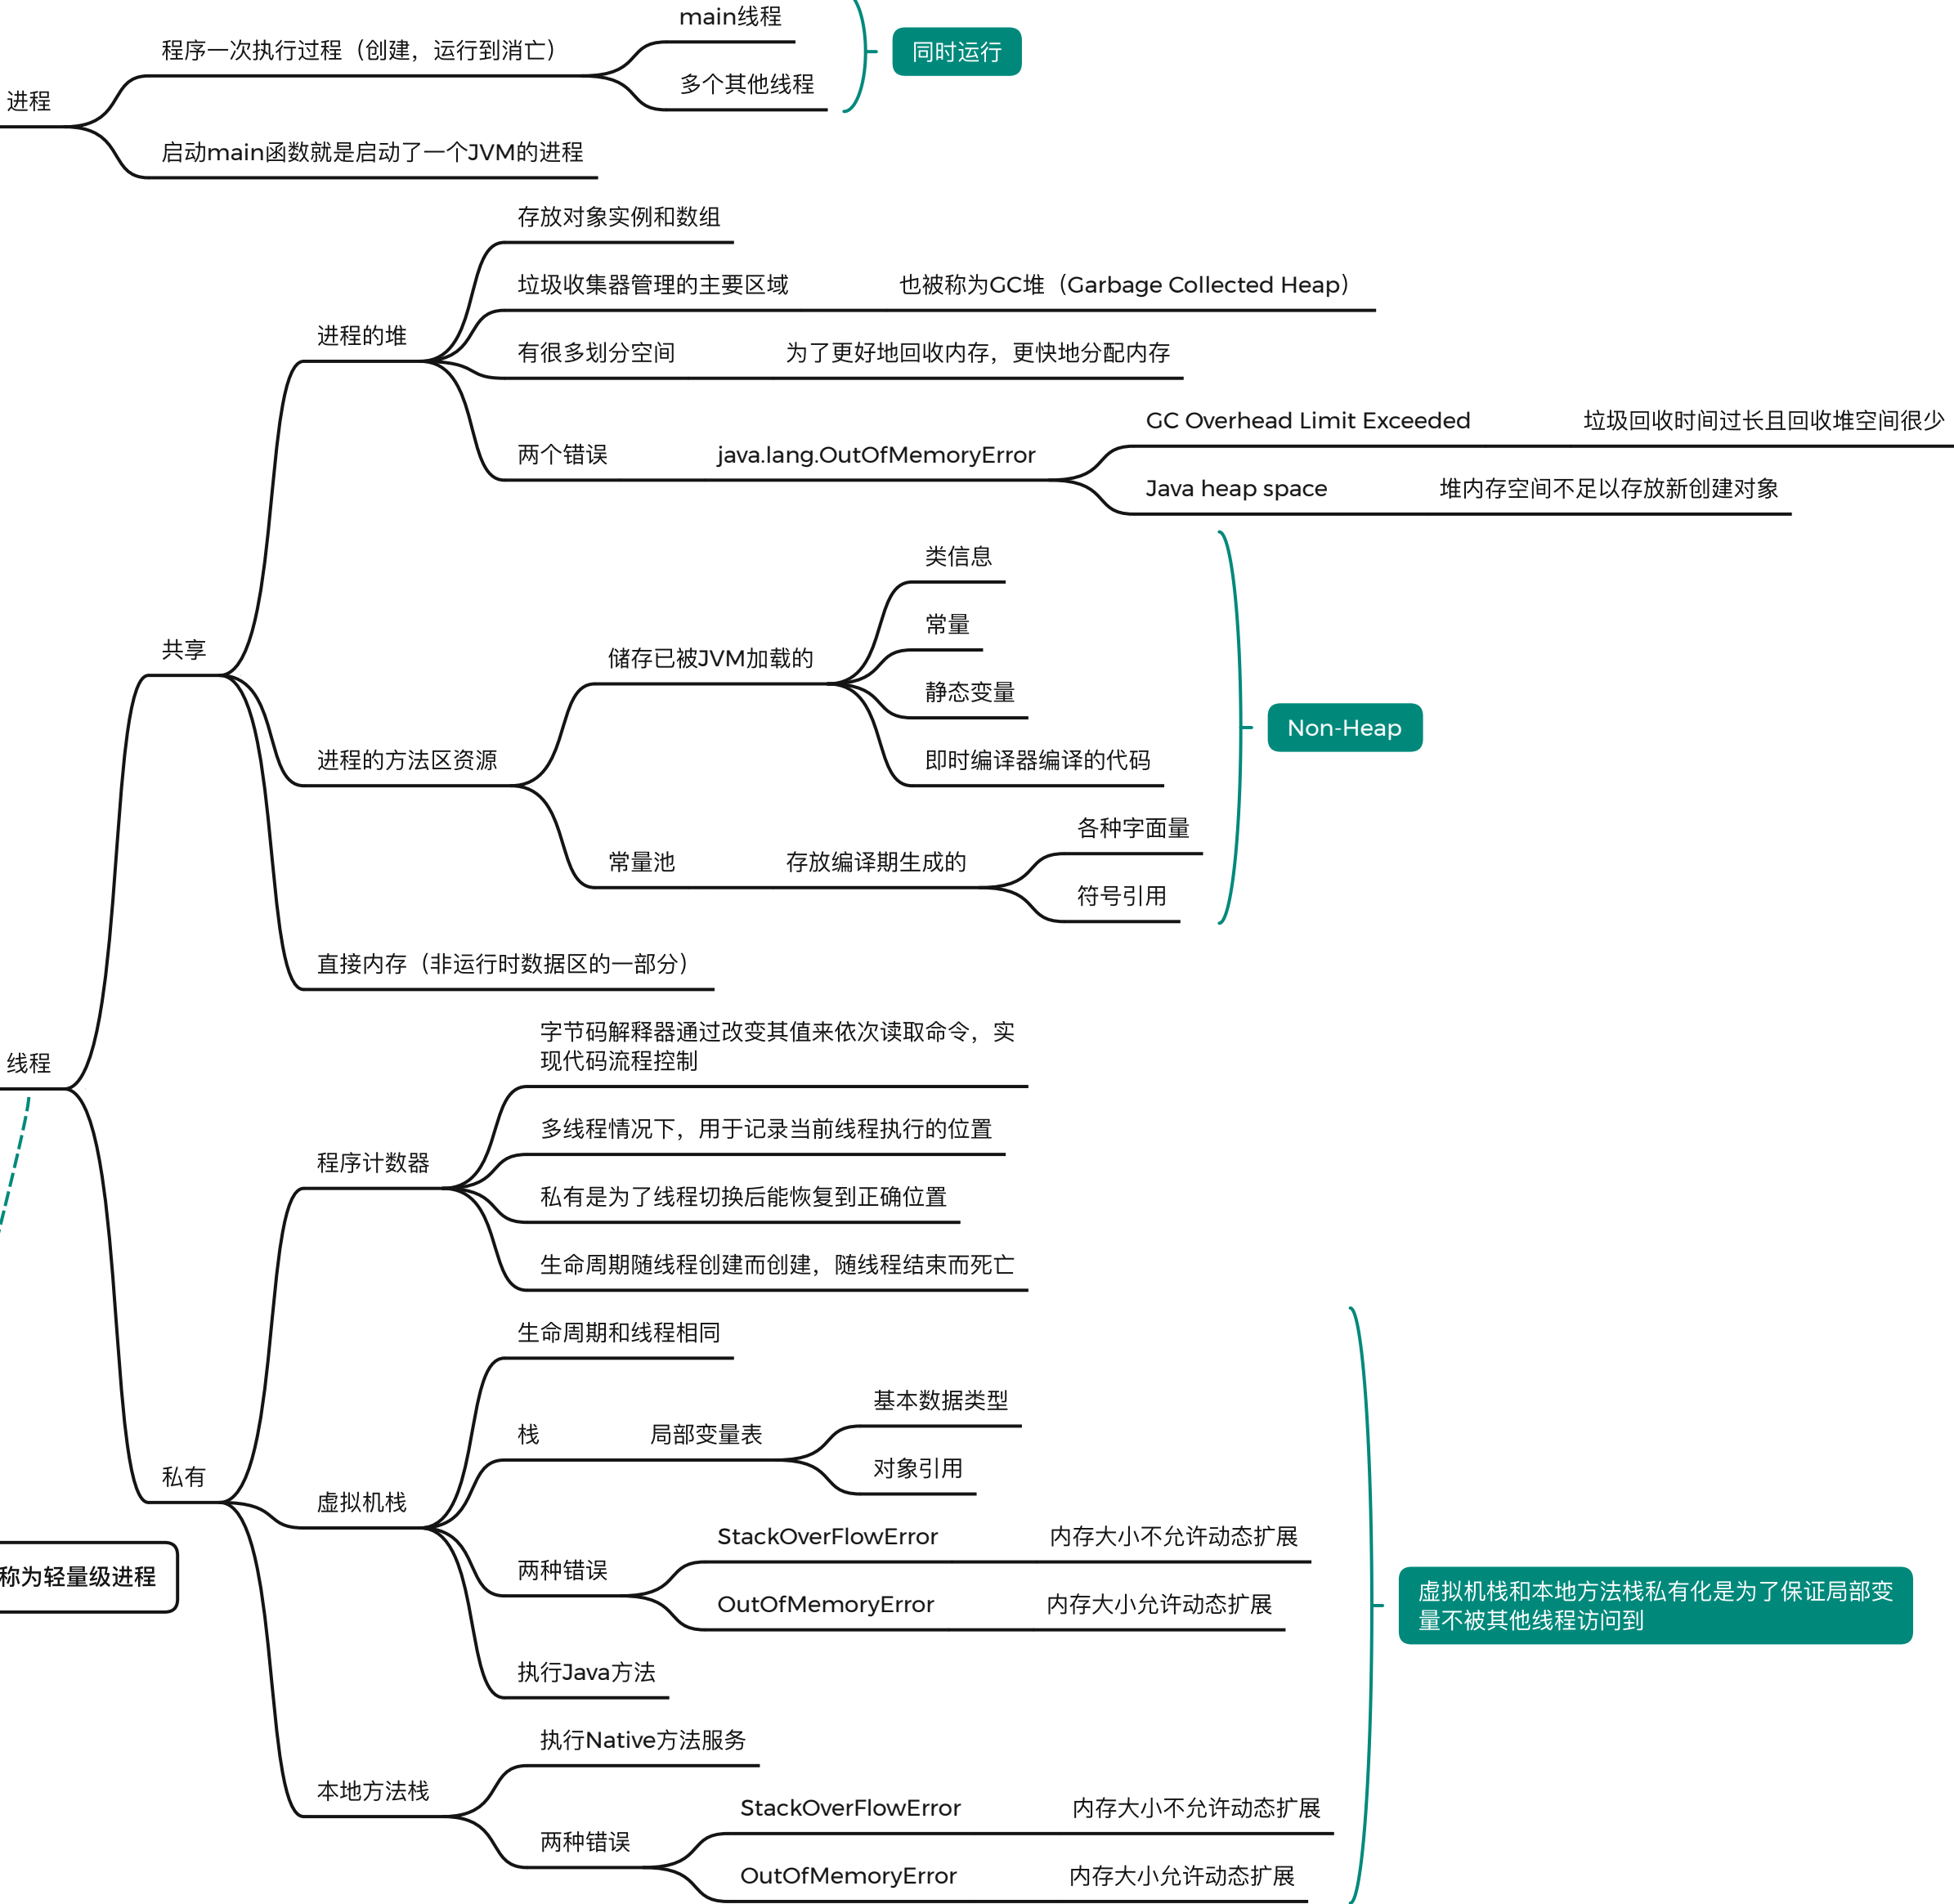 main线程
程序一次执行过程（创建，运行到消亡）
同时运行
多个其他线程
进程
启动main函数就是启动了一个JVM的进程
存放对象实例和数组
垃圾收集器管理的主要区域
也被称为GC堆（Garbage Collected Heap）
进程的堆
有很多划分空间
为了更好地回收内存，更快地分配内存
GC Overhead Limit Exceeded
垃圾回收时间过长且回收堆空间很少
两个错误
java.lang.OutOfMemoryError
Java heap space
堆内存空间不足以存放新创建对象
类信息
常量
共享
储存已被JVM加载的
静态变量
Non-Heap
进程的方法区资源
即时编译器编译的代码
各种字面量
常量池
存放编译期生成的
符号引用
直接内存（非运行时数据区的一部分）
字节码解释器通过改变其值来依次读取命令，实
现代码流程控制
线程
多线程情况下，用于记录当前线程执行的位置
程序计数器
私有是为了线程切换后能恢复到正确位置
生命周期随线程创建而创建，随线程结束而死亡
生命周期和线程相同
基本数据类型
栈
局部变量表
对象引用
私有
虚拟机栈
StackOverFlowError
内存大小不允许动态扩展
两种错误
OutOfMemoryError
内存大小允许动态扩展
称为轻量级进程
虚拟机栈和本地方法栈私有化是为了保证局部变
量不被其他线程访问到
执行Java方法
执行Native方法服务
本地方法栈
StackOverFlowError
内存大小不允许动态扩展
两种错误
OutOfMemoryError
内存大小允许动态扩展